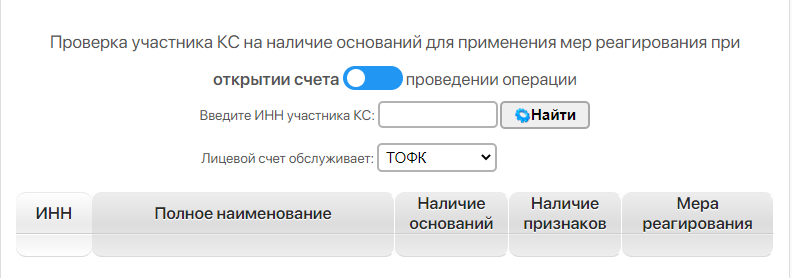 Проверка участника КС на наличие оснований для применения мер реагирования при
открытии счета проведении операции
Введите ИНН участника КС: Найти
Лицевой счет обслуживает: ТОФК
ИНН Полное наименование Наличие оснований Наличие признаков Мера реагирования